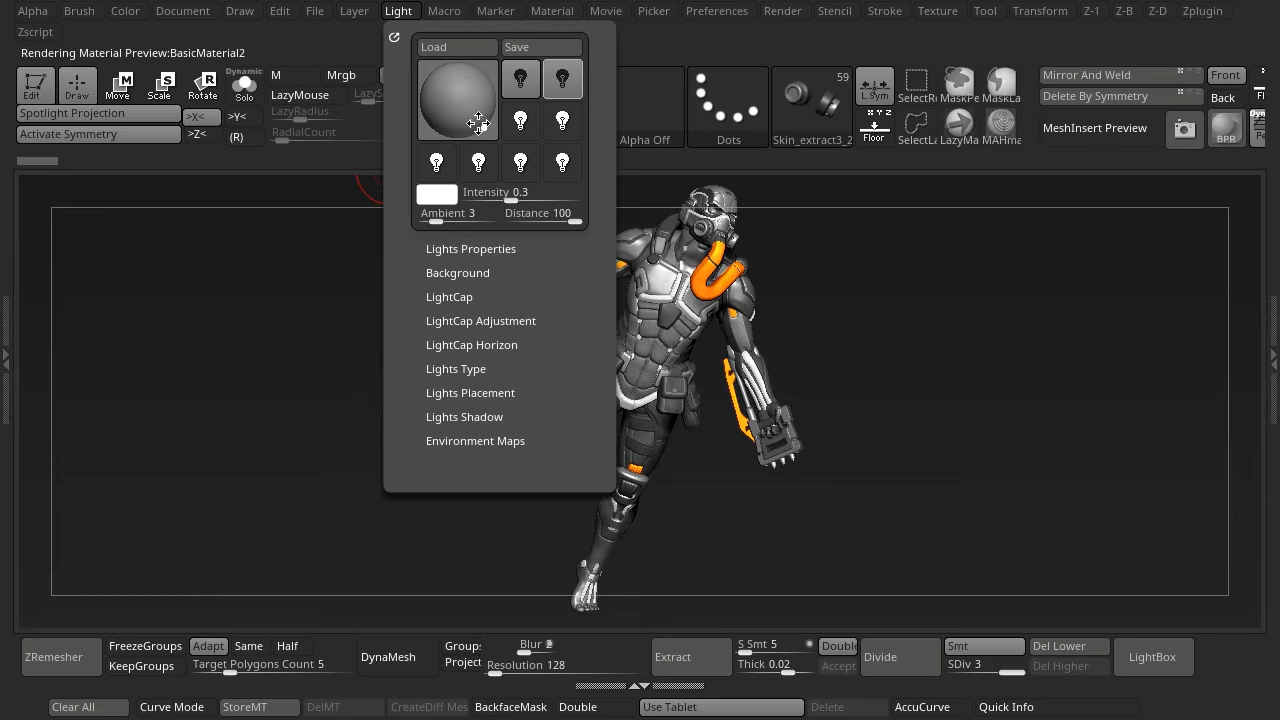 Alpha Brush Color Document Draw Edit File Layer Light Macro Marker Material Movie Picker Preferences Render Stencil Stroke Texture Tool Transform Z-1 Z-B Z-D Zplugin
Zscript
Rendering Material Preview:BasicMaterial2
Load Save
Edit Draw Move Scale Rotate
Dynamic
Solo
M Mrgb
LazyMouse
LazyRadius
RadialCount
Spotlight Projection >X< >Y<
Activate Symmetry >Z< (R)
Alpha Off
Dots
59
Skin_extract3_2
L.Sym
X Y Z
Floor
Mirror And Weld
Delete By Symmetry
MeshInsert Preview
Front
Back
BPR
Intensity 0.3
Ambient 3 Distance 100
Lights Properties
Background
LightCap
LightCap Adjustment
LightCap Horizon
Lights Type
Lights Placement
Lights Shadow
Environment Maps
ZRemesher
FreezeGroups Adapt Same Half
KeepGroups Target Polygons Count 5
DynaMesh
Blur
Resolution 128
Extract
S Smt 5
Thick 0.02
Accept
Divide
Smt Del Lower
SDiv 3 Del Higher
LightBox
Clear All Curve Mode StoreMT DelMT CreateDiff Mes BackfaceMask Double Use Tablet Delete AccuCurve Quick Info